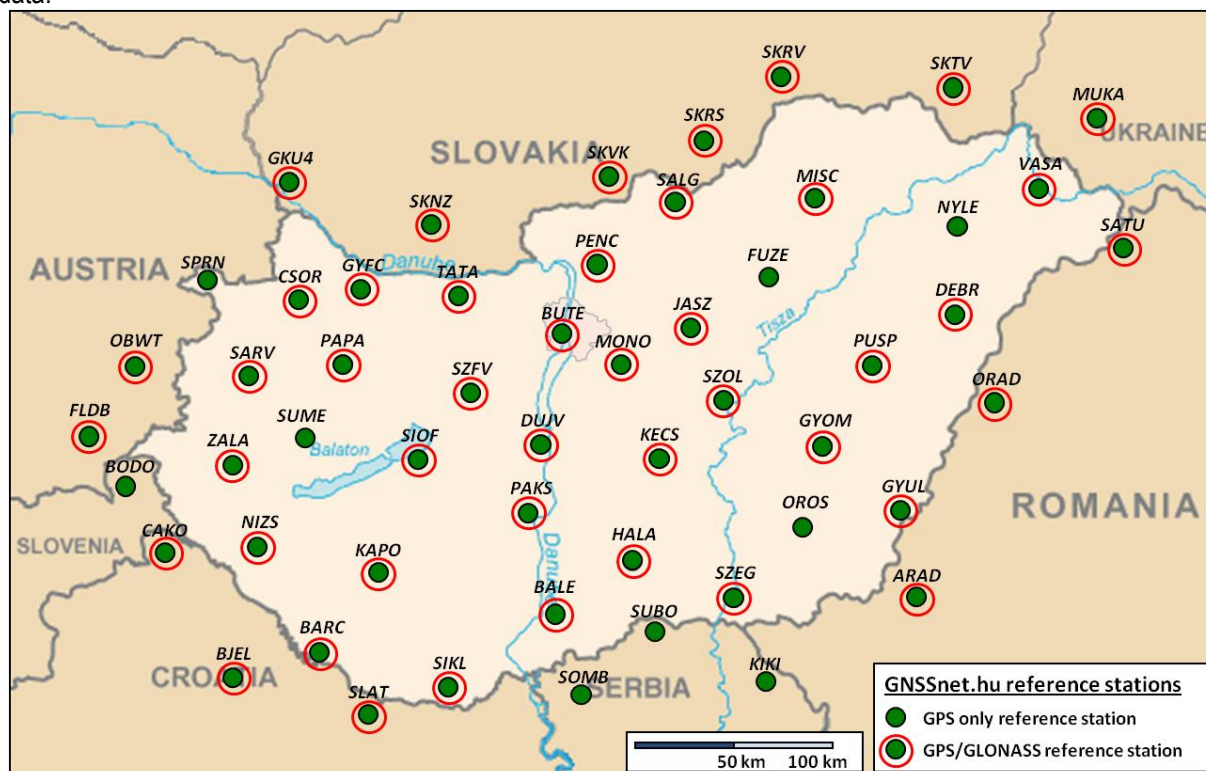 data.
SKRV
SKTV
MUKA
UKRAINE
SKRS
SLOVAKIA
GKU4
SKVK
SALG
MISC
VASA
SKNZ
NYLE
SATU
AUSTRIA
SPRN
CSOR
GYFC
Danube
TATA
PENC
FUZE
DEBR
BUTE
JASZ
Tisza
OBWT
SARV
PAPA
SZFV
MONO
SZOL
PUSP
ORAD
FLDB
SUME
ZALA
Balaton
SIOF
DUJV
KECS
GYOM
BODO
PAKS
OROS
GYUL
ROMANIA
SLOVENIA
CAKO
NIZS
KAPO
Danube
HALA
BALE
SZEG
ARAD
SUBO
BARC
BJEL
CROATIA
SLAT
SIKL
SOMB
SERBIA
KIKI
GNSSnet.hu reference stations
GPS only reference station
GPS/GLONASS reference station
50 km 100 km